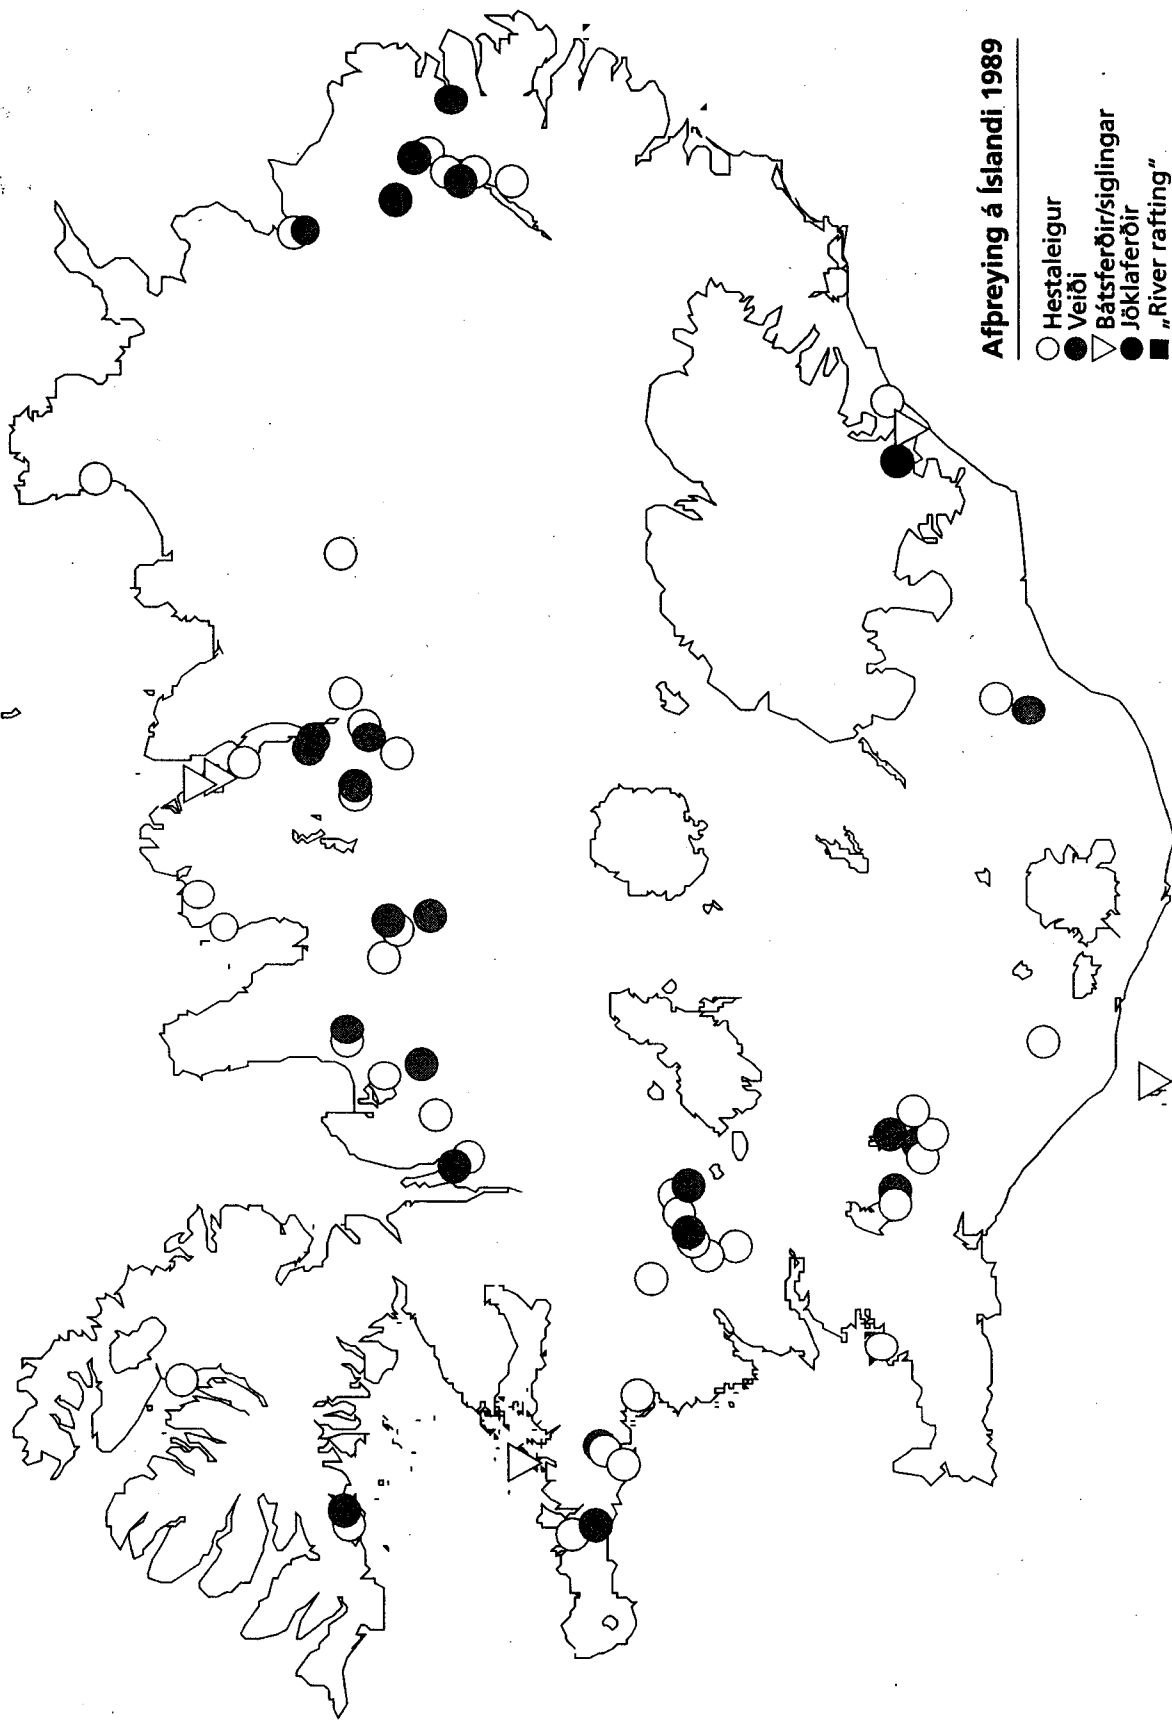 Afþreying á Íslandi 1989
Hestaleigur
Veiði
Bátsferðir/siglingar
Jöklaferðir
„River rafting“